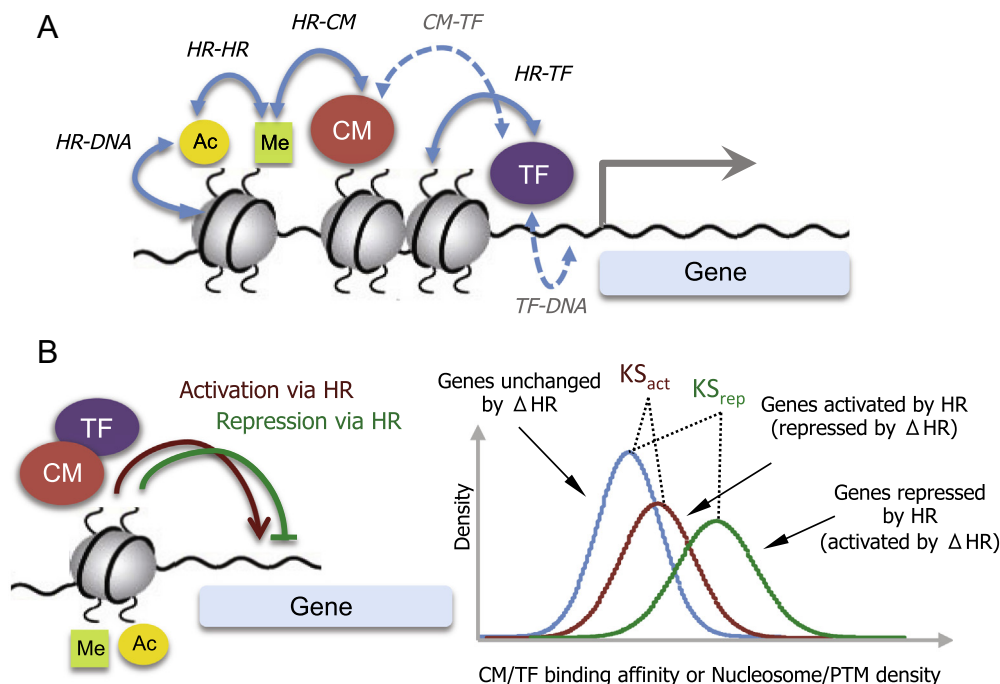 A
HR-HR
HR-CM
CM-TF
HR-TF
HR-DNA
Ac
Me
CM
TF
Gene
TF-DNA
B
Activation via HR
Repression via HR
TF
CM
Me
Ac
Gene
Genes unchanged
by ΔHR
KSact
KSrep
Genes activated by HR
(repressed by ΔHR)
Genes repressed
by HR
(activated by ΔHR)
Density
CM/TF binding affinity or Nucleosome/PTM density